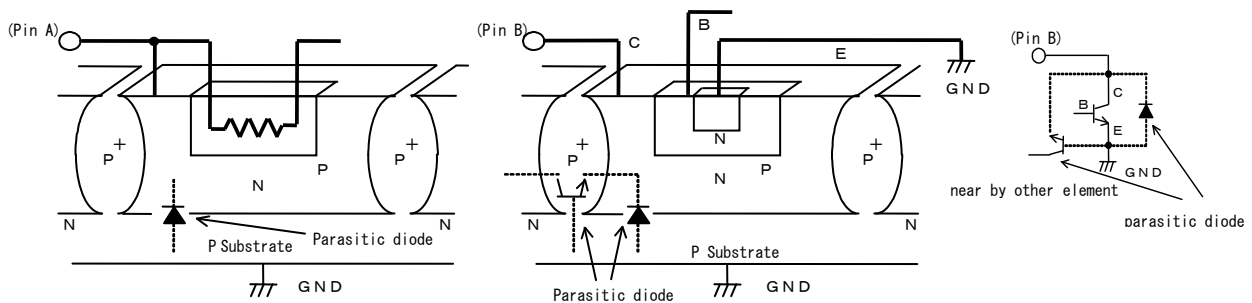 (Pin A)
P+
P+
P
N
N
N
P Substrate
Parasitic diode
GND
(Pin B)
C
B
E
GND
P+
P+
N
P
N
N
N
P Substrate
Parasitic diode
GND
(Pin B)
C
B
E
GND
near by other element
parasitic diode